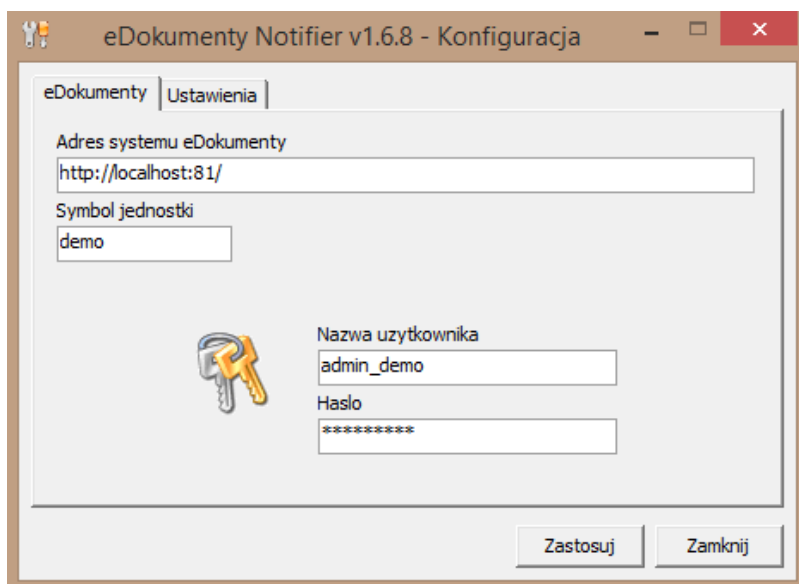 eDokumenty Notifier v1.6.8 - Konfiguracja
eDokumenty
Ustawienia
Adres systemu eDokumenty
http://localhost:81/
Symbol jednostki
demo
Nazwa uzytkownika
admin_demo
Haslo
*********
Zastosuj
Zamknij